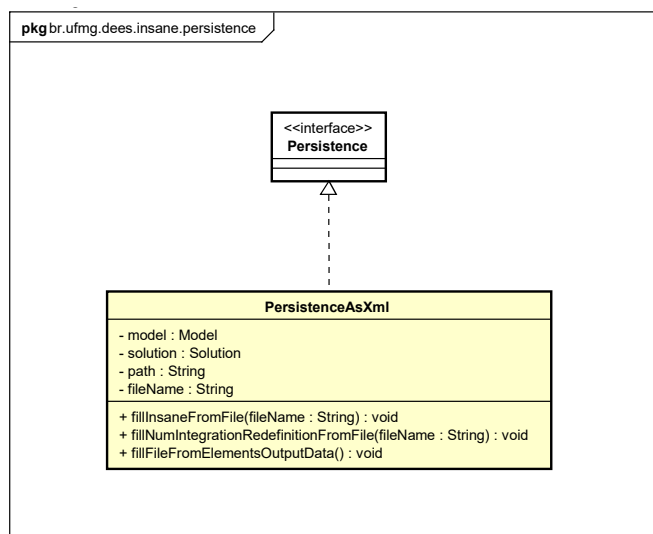 pkg br.ufmg.dees.insane.persistence
<<interface>>
Persistence
PersistenceAsXml
- model : Model
- solution : Solution
- path : String
- fileName : String
+ fillInsaneFromFile(fileName : String) : void
+ fillNumIntegrationRedefinitionFromFile(fileName : String) : void
+ fillFileFromElementsOutputData() : void